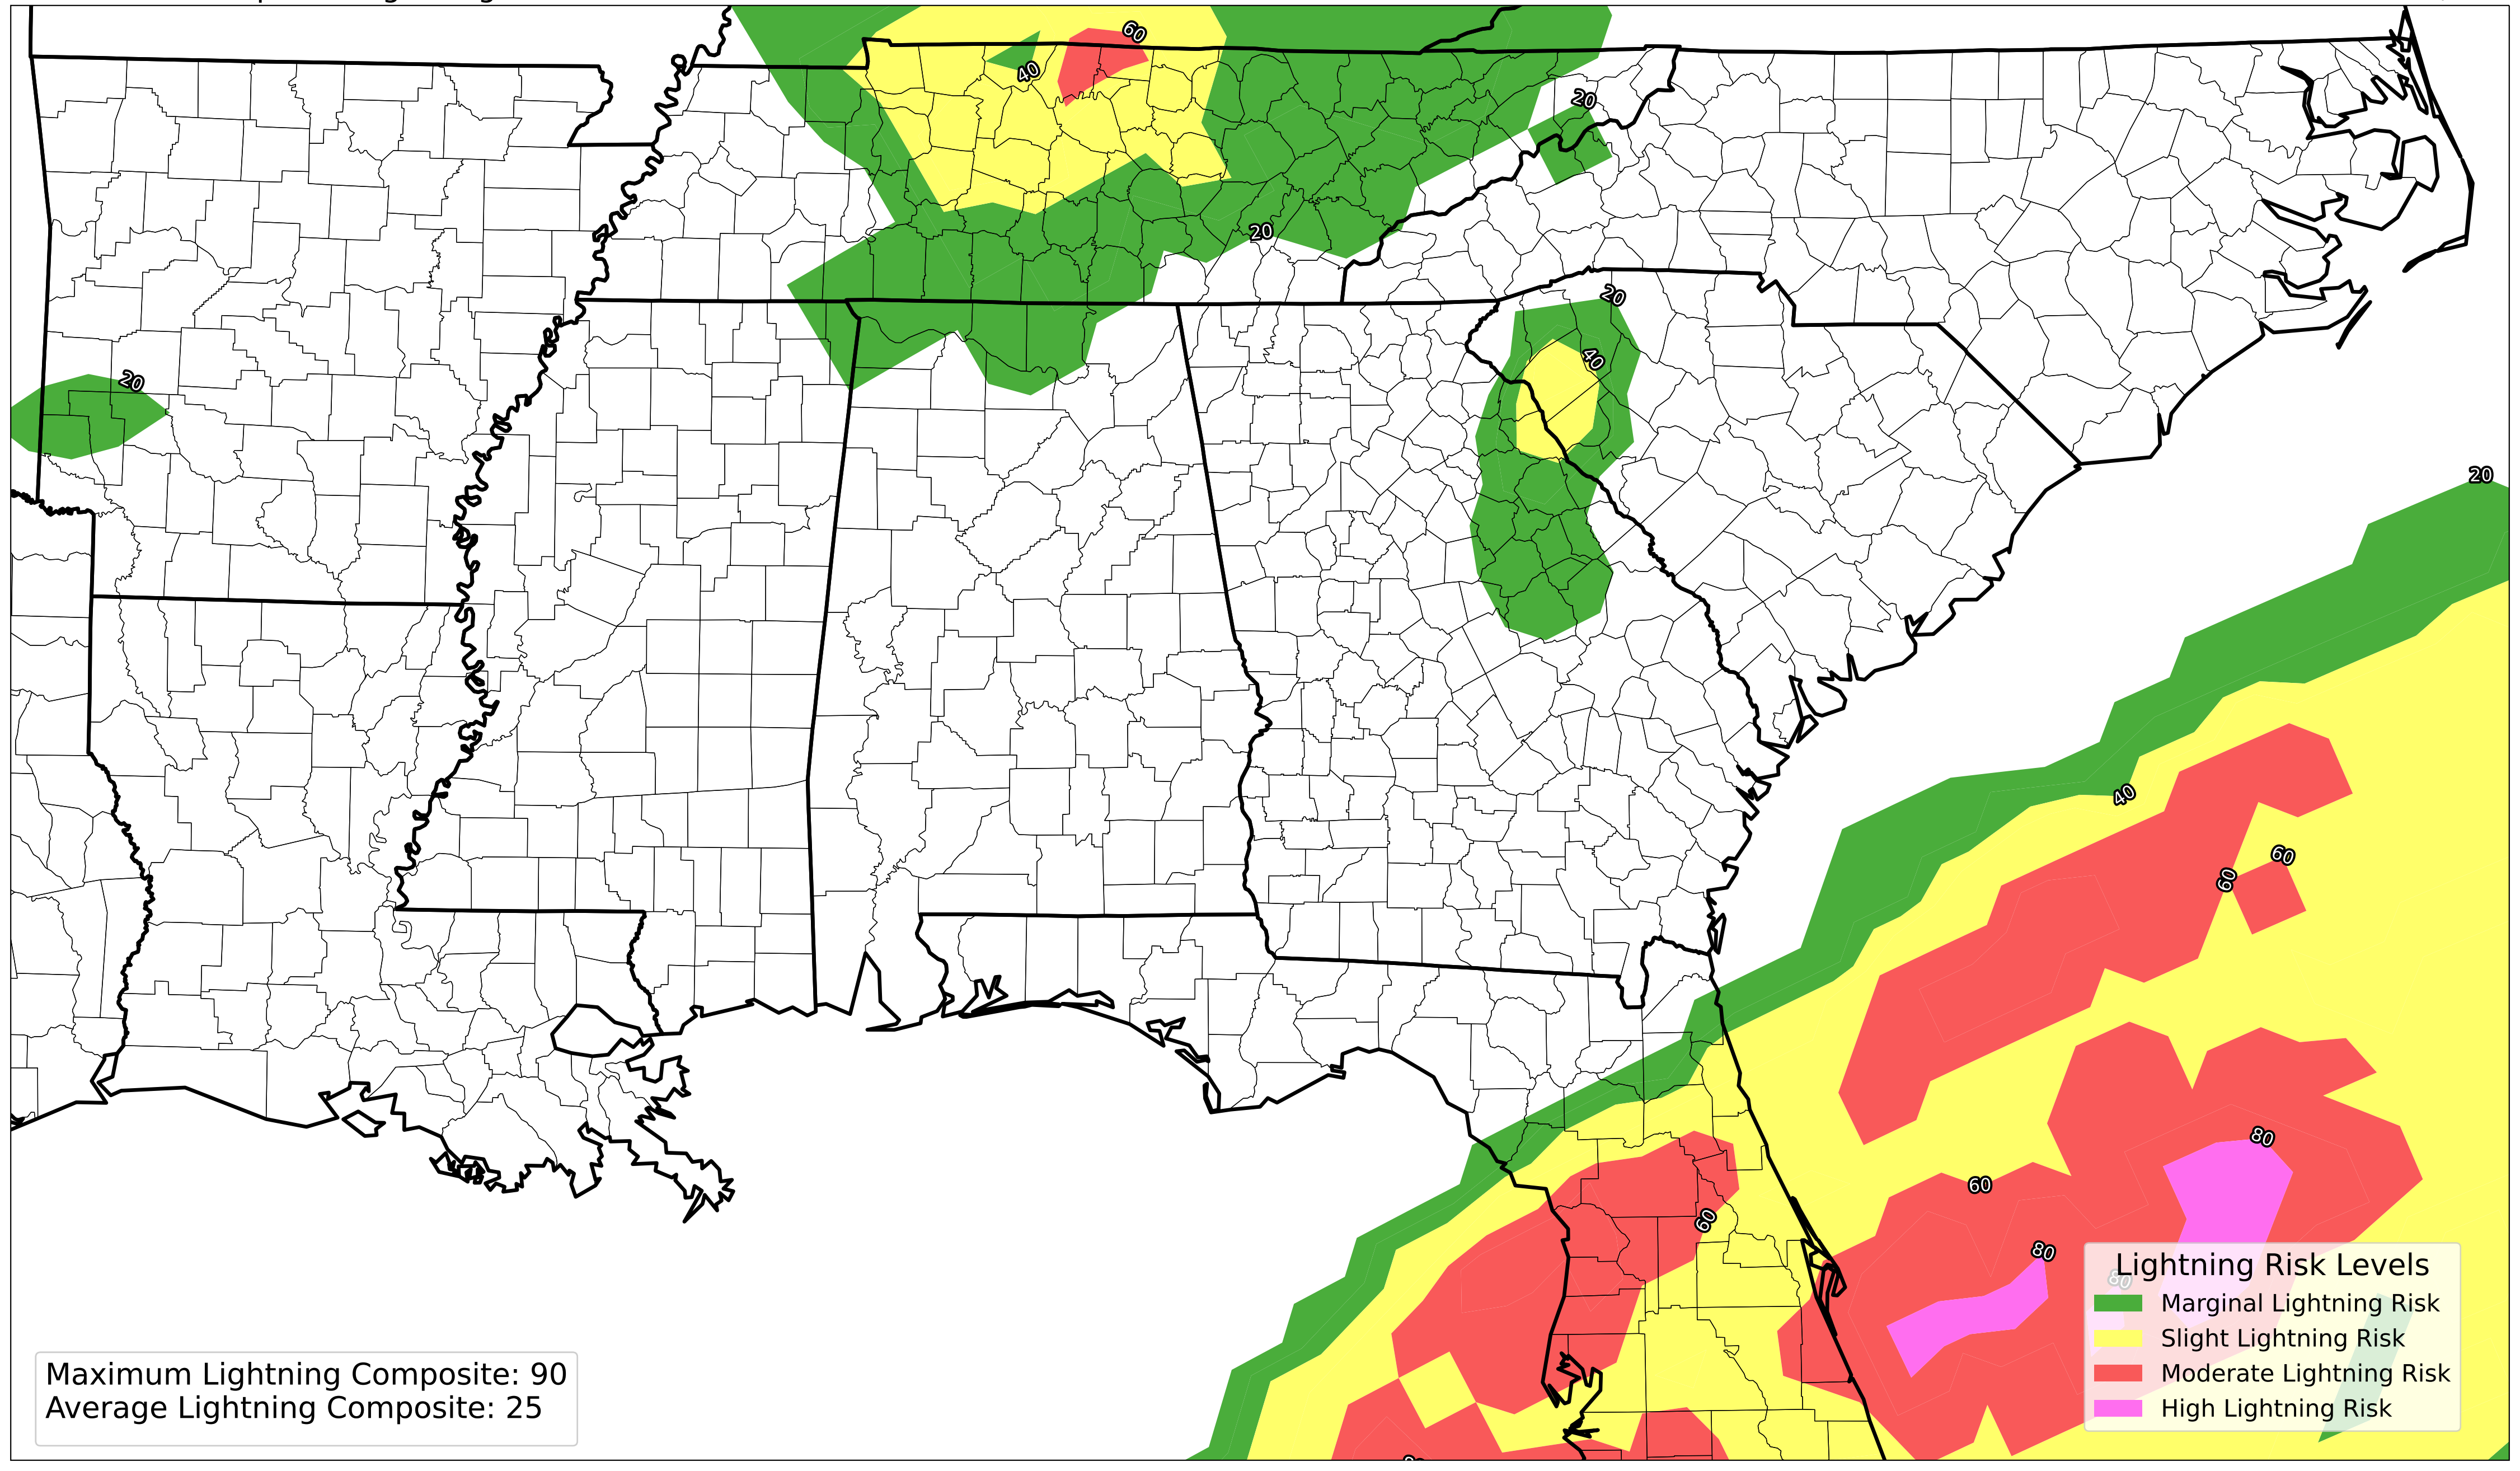 60
40
20
20
20
40
20
20
40
60
60
80
60
60
80
80
Lightning Risk Levels
Marginal Lightning Risk
Slight Lightning Risk
Moderate Lightning Risk
High Lightning Risk
Maximum Lightning Composite: 90
Average Lightning Composite: 25